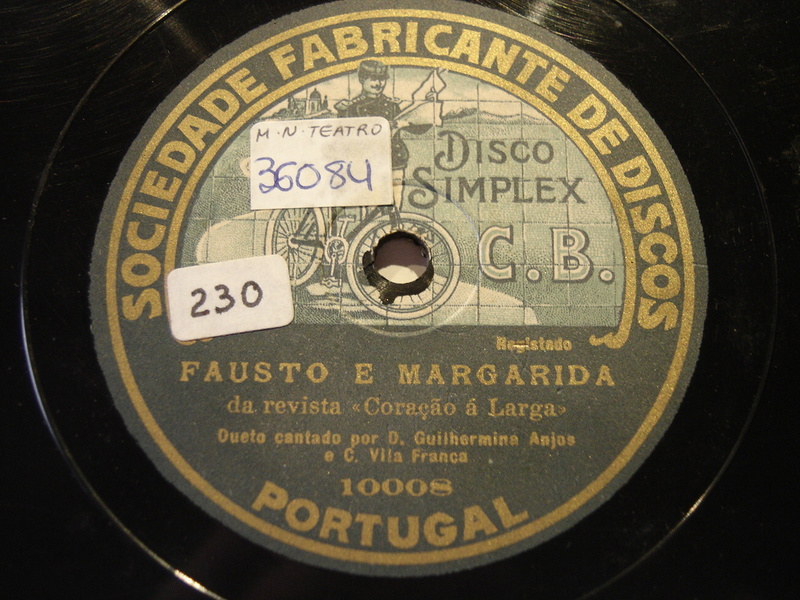 SOCIEDADE FABRICANTE DE DISCOS
M·N·TEATRO
36084
DISCO
SIMPLEX
C.B.
230
Registado
FAUSTO E MARGARIDA
da revista «Coração á Larga»
Dueto cantado por D. Guilhermina Anjos
e C. Vila Franca
10008
PORTUGAL